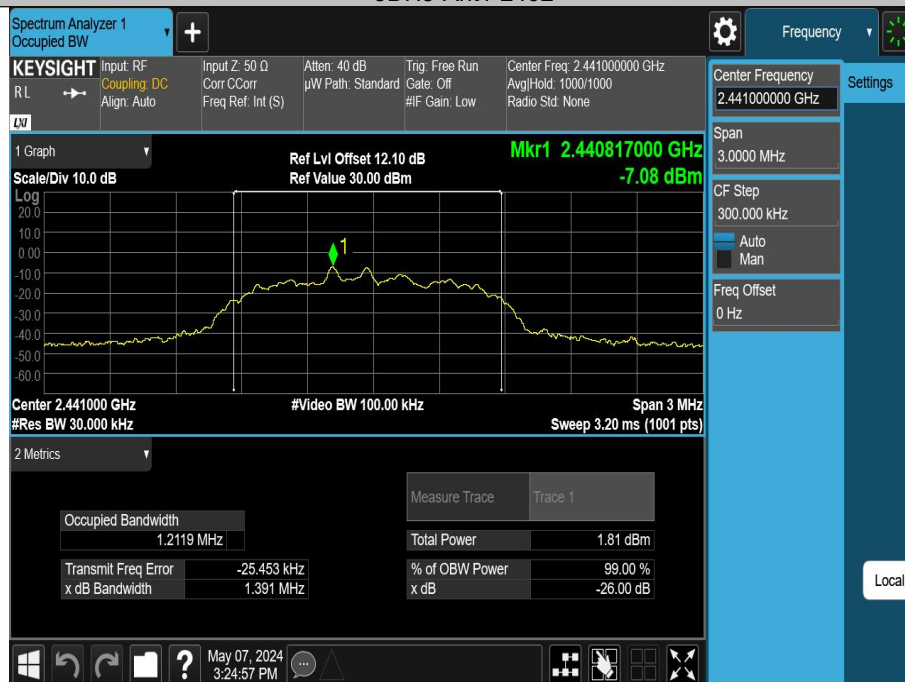 Spectrum Analyzer 1
Occupied BW
Frequency
KEYSIGHT
RL
LXI
Input: RF
Coupling: DC
Align: Auto
Input Z: 50 Ω
Corr CCorr
Freq Ref: Int (S)
Atten: 40 dB
µW Path: Standard
Trig: Free Run
Gate: Off
#IF Gain: Low
Center Freq: 2.441000000 GHz
Avg|Hold: 1000/1000
Radio Std: None
Center Frequency
2.441000000 GHz
Settings
Span
3.0000 MHz
CF Step
300.000 kHz
Auto
Man
Freq Offset
0 Hz
Local
1 Graph
Scale/Div 10.0 dB
Ref Lvl Offset 12.10 dB
Ref Value 30.00 dBm
Mkr1 2.440817000 GHz
-7.08 dBm
Log
20.0
10.0
0.00
-10.0
-20.0
-30.0
-40.0
-50.0
-60.0
1
Center 2.441000 GHz
#Res BW 30.000 kHz
#Video BW 100.00 kHz
Span 3 MHz
Sweep 3.20 ms (1001 pts)
2 Metrics
Measure Trace Trace 1
Occupied Bandwidth
1.2119 MHz
Total Power 1.81 dBm
Transmit Freq Error -25.453 kHz
% of OBW Power 99.00 %
x dB Bandwidth 1.391 MHz
x dB -26.00 dB
May 07, 2024
3:24:57 PM